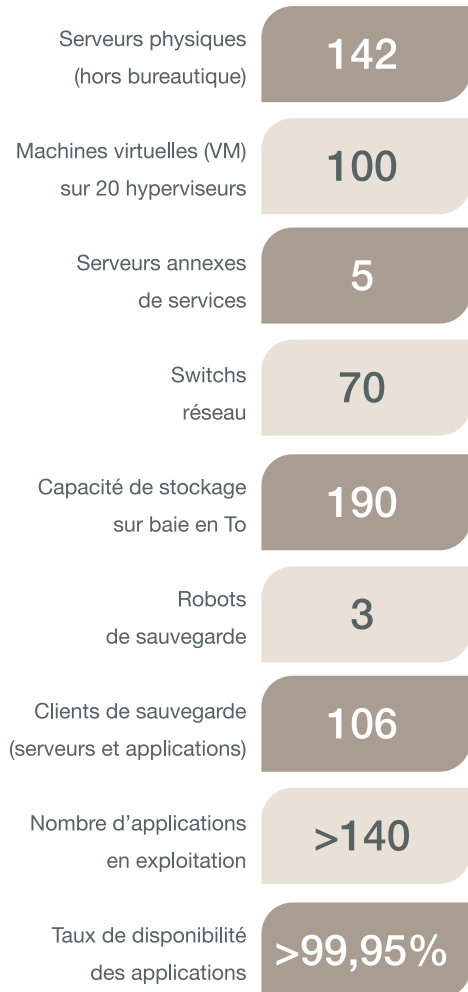 Serveurs physiques
(hors bureautique)
142
Machines virtuelles (VM)
sur 20 hyperviseurs
100
Serveurs annexes
de services
5
Switchs
réseau
70
Capacité de stockage
sur baie en To
190
Robots
de sauvegarde
3
Clients de sauvegarde
(serveurs et applications)
106
Nombre d’applications
en exploitation
>140
Taux de disponibilité
des applications
>99,95%